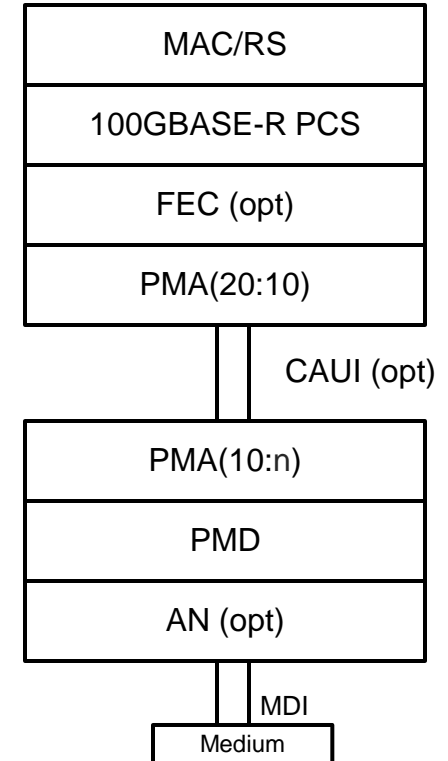 MAC/RS
100GBASE-R PCS
FEC (opt)
PMA(20:10)
CAUI (opt)
PMA(10:n)
PMD
AN (opt)
MDI
Medium